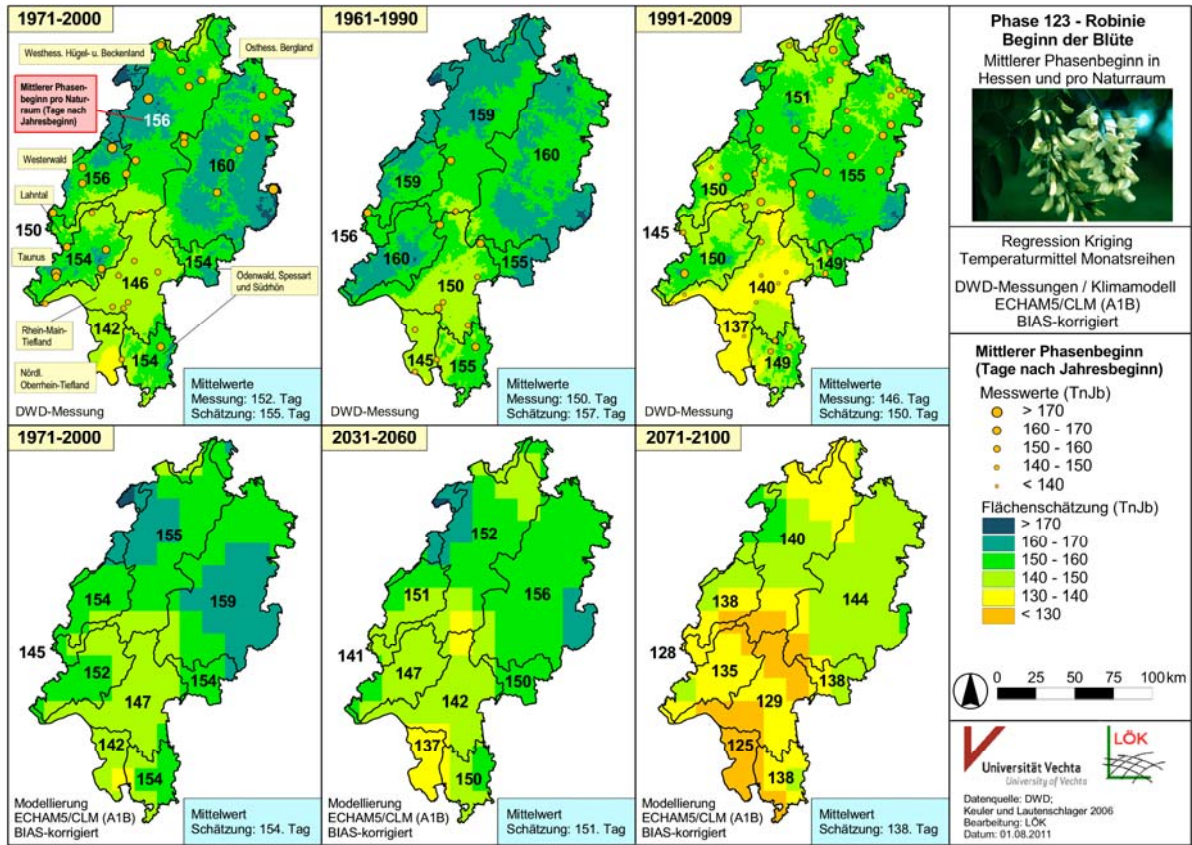 1971-2000
Westhess. Hügel- u. Beckenland
Osthess. Bergland
Mittlerer Phasen-
beginn pro Natur-
raum (Tage nach
Jahresbeginn)
156
160
Westerwald
156
Lahntal
150
154
154
Taunus
146
Odenwald, Spessart
und Südrhön
Rhein-Main-
Tiefland
142
154
Nördl.
Oberrhein-Tiefland
DWD-Messung
Mittelwerte
Messung: 152. Tag
Schätzung: 155. Tag
1961-1990
159
160
159
156
160
155
150
145
155
DWD-Messung
Mittelwerte
Messung: 150. Tag
Schätzung: 157. Tag
1991-2009
151
150
155
145
150
149
140
137
149
DWD-Messung
Mittelwerte
Messung: 146. Tag
Schätzung: 150. Tag
1971-2000
155
154
159
145
152
154
147
142
154
Modellierung
ECHAM5/CLM (A1B)
BIAS-korrigiert
Mittelwert
Schätzung: 154. Tag
2031-2060
152
151
156
141
147
150
142
137
150
Modellierung
ECHAM5/CLM (A1B)
BIAS-korrigiert
Mittelwert
Schätzung: 151. Tag
2071-2100
140
138
144
128
135
138
129
125
138
Modellierung
ECHAM5/CLM (A1B)
BIAS-korrigiert
Mittelwert
Schätzung: 138. Tag
Phase 123 - Robinie
Beginn der Blüte
Mittlerer Phasenbeginn in
Hessen und pro Naturraum
Regression Kriging
Temperaturmittel Monatsreihen
DWD-Messungen / Klimamodell
ECHAM5/CLM (A1B)
BIAS-korrigiert
Mittlerer Phasenbeginn
(Tage nach Jahresbeginn)
Messwerte (TnJb)
> 170
160 - 170
150 - 160
140 - 150
< 140
Flächenschätzung (TnJb)
> 170
160 - 170
150 - 160
140 - 150
130 - 140
< 130
0 25 50 75 100 km
Universität Vechta
University of Vechta
LÖK
Datenquelle: DWD;
Keuler und Lautenschlager 2006
Bearbeitung: LÖK
Datum: 01.08.2011